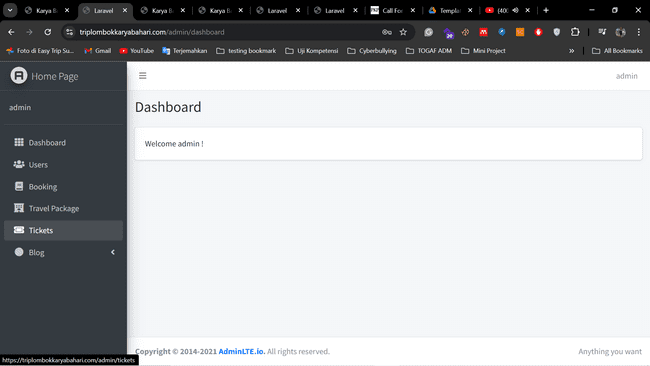 Karya B
Laravel
Karya B
Karya B
Laravel
Laravel
Call Fo
Templat
(40
triplombokkaryabahari.com/admin/dashboard
Foto di Easy Trip Su...
Gmail
YouTube
Terjemahkan
testing bookmark
Uji Kompetensi
Cyberbullying
TOGAF ADM
Mini Project
»
All Bookmarks
Home Page
admin
admin
Dashboard
Dashboard
Users
Booking
Travel Package
Tickets
Blog
Welcome admin !
Copyright © 2014-2021 AdminLTE.io. All rights reserved.
Anything you want
https://triplombokkaryabahari.com/admin/tickets